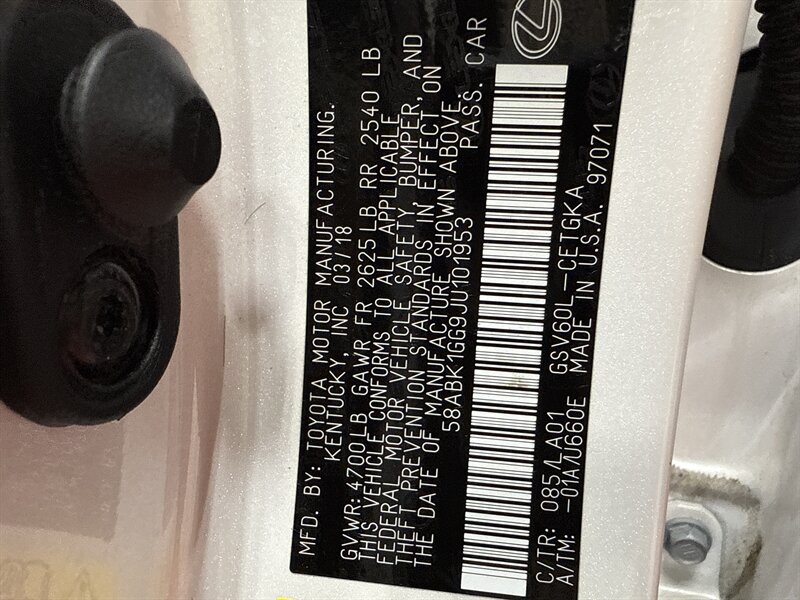 MFD. BY: TOYOTA MOTOR MANUFACTURING.
KENTUCKY, INC 03/18
GVWR: 4700LB GAWR FR 2625LB RR 2540 LB
THIS VEHICLE CONFORMS TO ALL APPLICABLE
FEDERAL MOTOR VEHICLE SAFETY, BUMPER, AND
THEFT PREVENTION STANDARDS IN EFFECT ON
THE DATE OF MANUFACTURE SHOWN ABOVE.
58ABK1GG9JU101953 PASS. CAR
C/TR: 085/LA01 GSV60L-CETGKA
A/TM: -01A/U660E MADE IN U.S.A. 97071